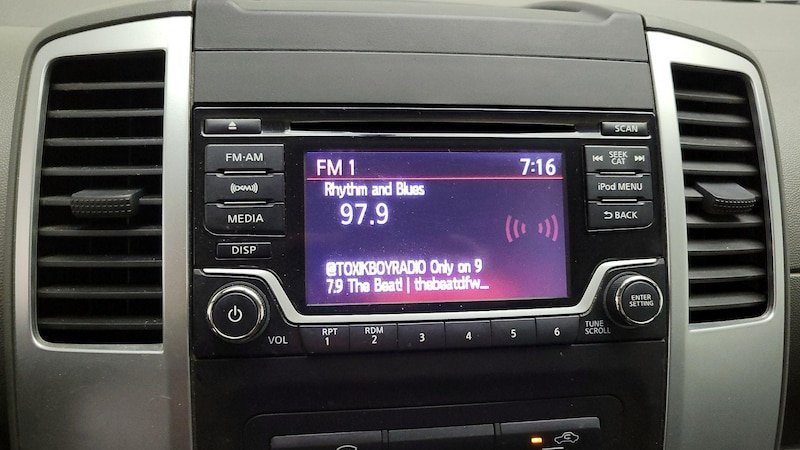 SCAN
FM·AM
SEEK
CAT
(XM)
iPod MENU
MEDIA
BACK
DISP
FM 1 7:16
Rhythm and Blues
97.9
@TOXIKBOYRADIO Only on 9
7.9 The Beat! | thebeatdfw...
ENTER
SETTING
VOL
RPT
1
RDM
2
3
4
5
6
TUNE
SCROLL